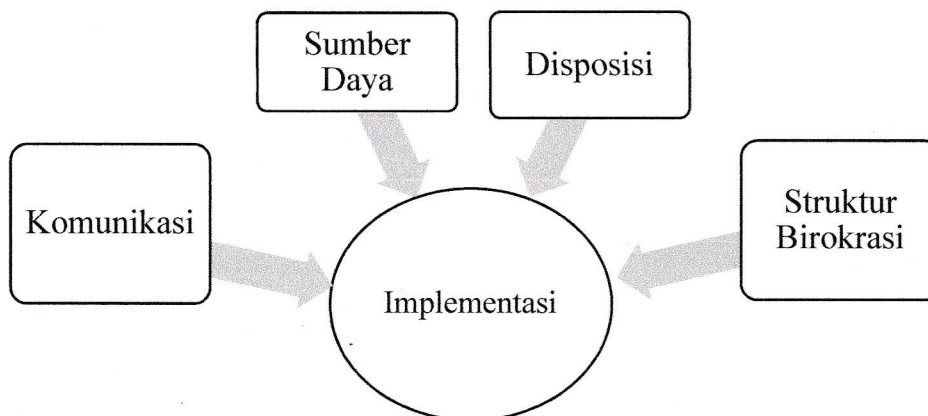 Sumber
Daya
Disposisi
Komunikasi
Struktur
Birokrasi
Implementasi